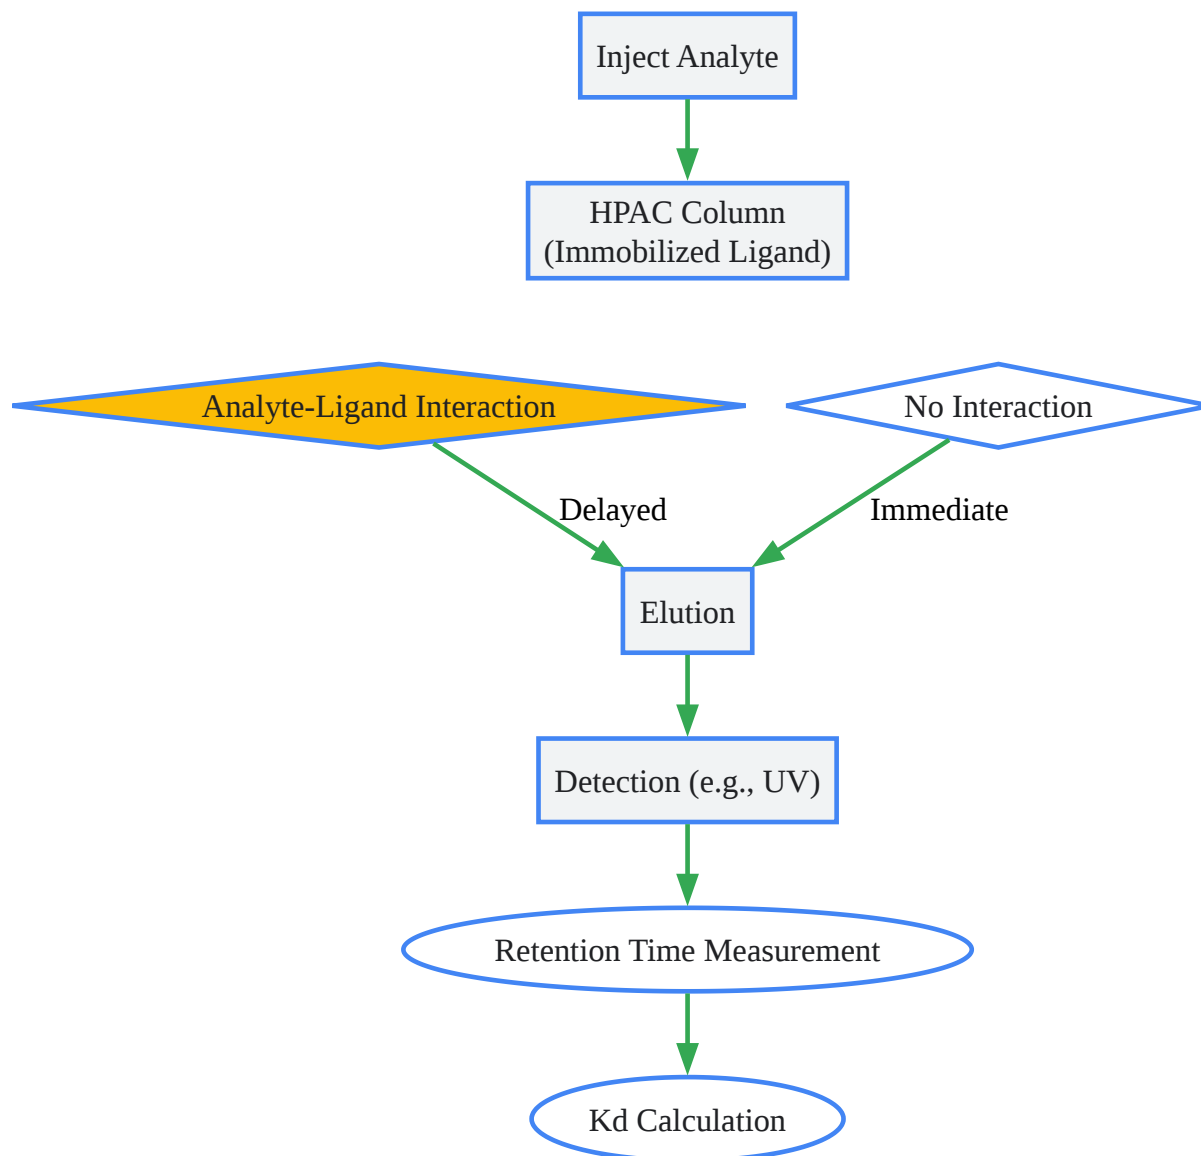 Inject Analyte
HPAC Column
(Immobilized Ligand)
Analyte-Ligand Interaction
No Interaction
Delayed
Immediate
Elution
Detection (e.g., UV)
Retention Time Measurement
Kd Calculation